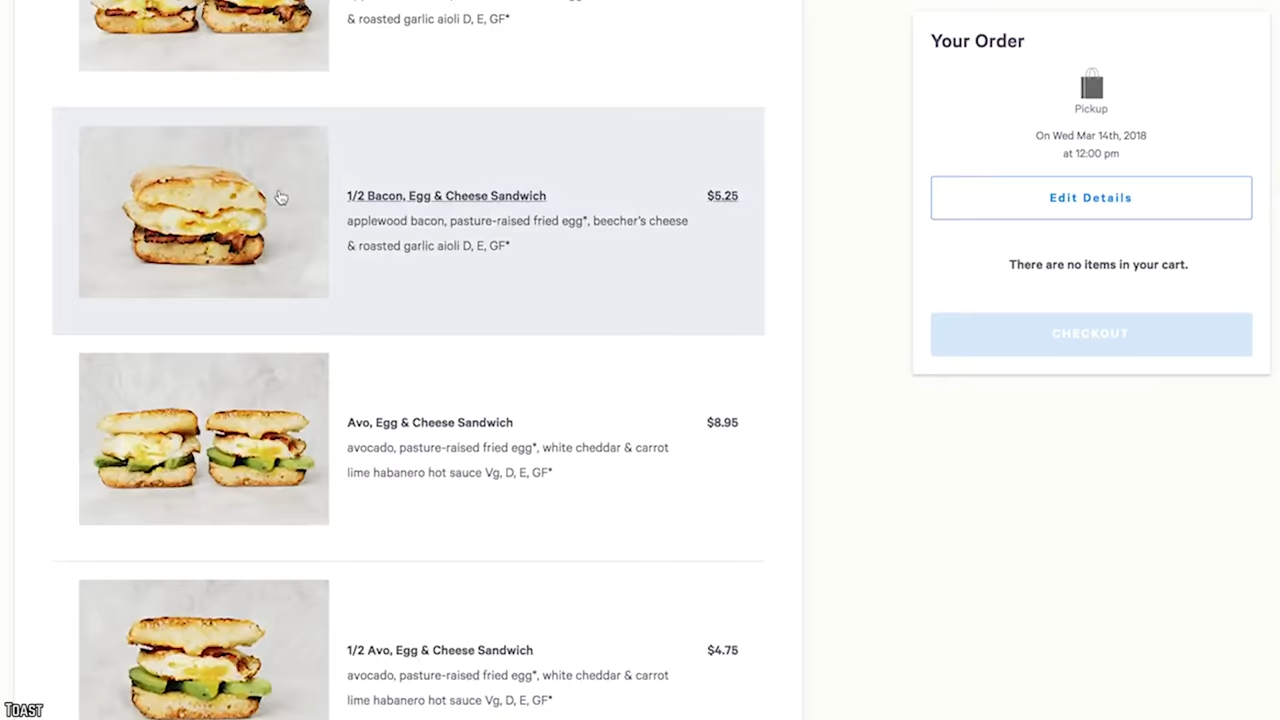 & roasted garlic aioli D, E, GF*
1/2 Bacon, Egg & Cheese Sandwich $5.25
applewood bacon, pasture-raised fried egg*, beecher's cheese
& roasted garlic aioli D, E, GF*
Avo, Egg & Cheese Sandwich $8.95
avocado, pasture-raised fried egg*, white cheddar & carrot
lime habanero hot sauce Vg, D, E, GF*
1/2 Avo, Egg & Cheese Sandwich $4.75
avocado, pasture-raised fried egg*, white cheddar & carrot
lime habanero hot sauce Vg, D, E, GF*
Your Order
Pickup
On Wed Mar 14th, 2018
at 12:00 pm
Edit Details
There are no items in your cart.
CHECKOUT
TOAST